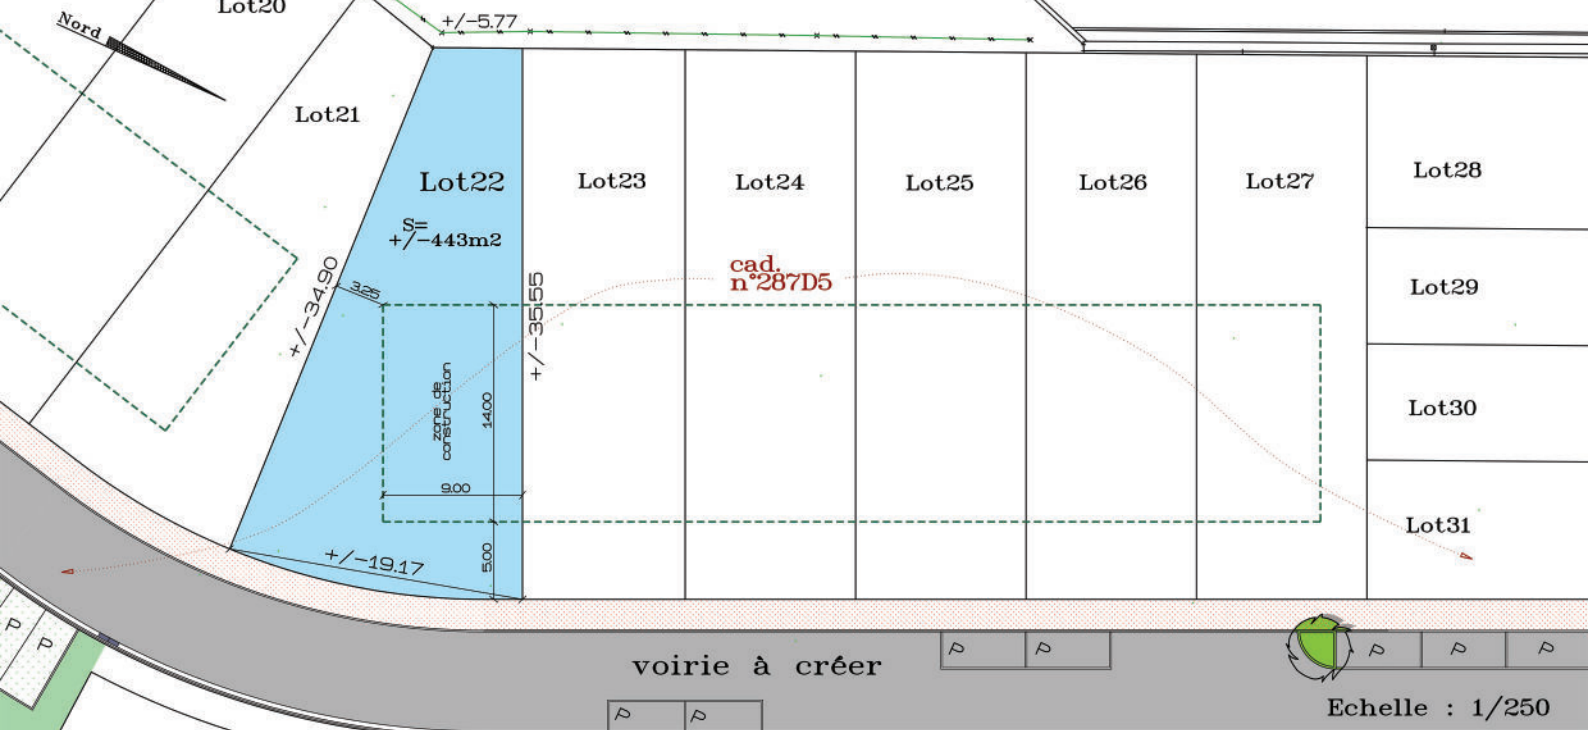 Lot20
+/-5.77
Nord
Lot21
Lot22
Lot23
Lot24
Lot25
Lot26
Lot27
Lot28
S=
+/-443m2
cad.
n°287D5
+/-34.90
3.25
+/-35.55
Lot29
zone de
construction
14.00
Lot30
9.00
Lot31
+/-19.17
5.00
P
P
voirie à créer
P
P
P
P
P
Echelle : 1/250
P
P